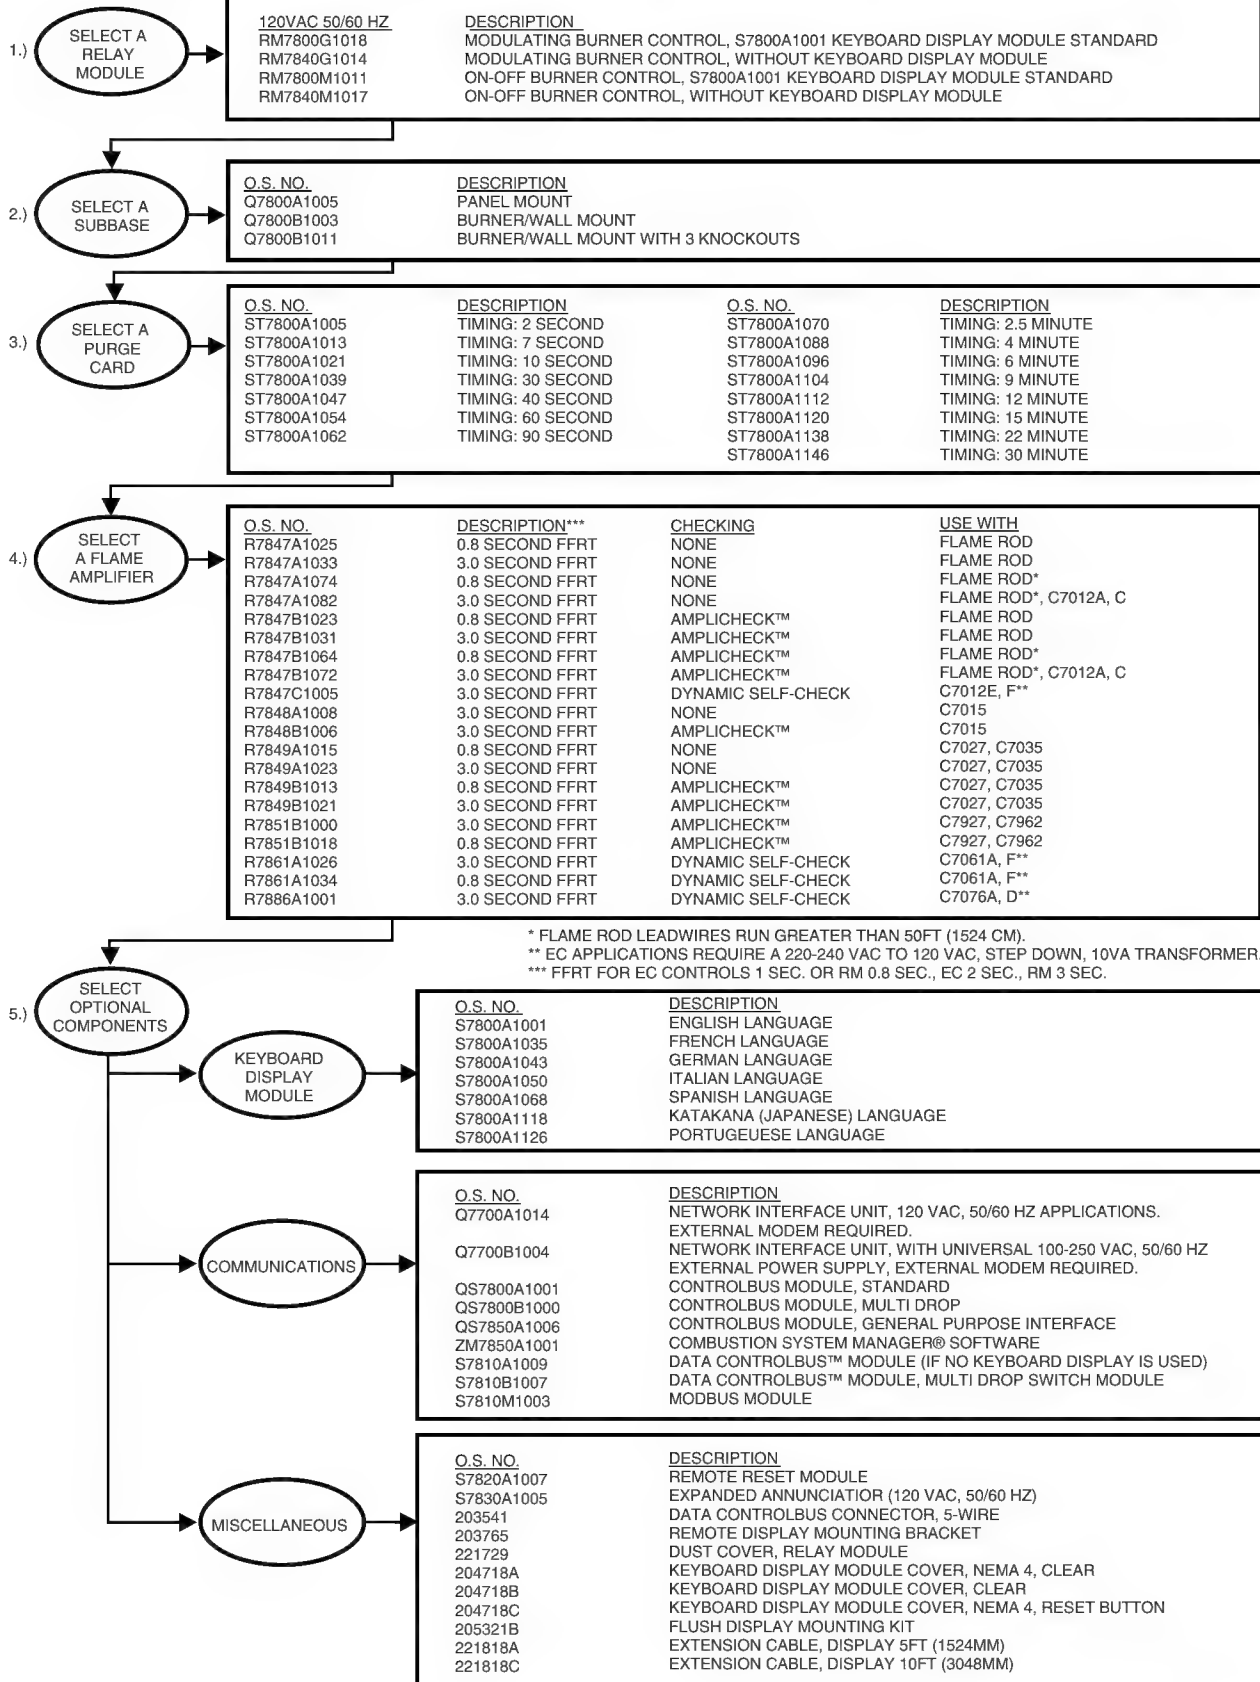 1.) SELECT A
RELAY
MODULE
120VAC 50/60 HZ DESCRIPTION
RM7800G1018 MODULATING BURNER CONTROL, S7800A1001 KEYBOARD DISPLAY MODULE STANDARD
RM7840G1014 MODULATING BURNER CONTROL, WITHOUT KEYBOARD DISPLAY MODULE
RM7800M1011 ON-OFF BURNER CONTROL, S7800A1001 KEYBOARD DISPLAY MODULE STANDARD
RM7840M1017 ON-OFF BURNER CONTROL, WITHOUT KEYBOARD DISPLAY MODULE
2.) SELECT A
SUBBASE
O.S. NO. DESCRIPTION
Q7800A1005 PANEL MOUNT
Q7800B1003 BURNER/WALL MOUNT
Q7800B1011 BURNER/WALL MOUNT WITH 3 KNOCKOUTS
3.) SELECT A
PURGE
CARD
O.S. NO. DESCRIPTION O.S. NO. DESCRIPTION
ST7800A1005 TIMING: 2 SECOND ST7800A1070 TIMING: 2.5 MINUTE
ST7800A1013 TIMING: 7 SECOND ST7800A1088 TIMING: 4 MINUTE
ST7800A1021 TIMING: 10 SECOND ST7800A1096 TIMING: 6 MINUTE
ST7800A1039 TIMING: 30 SECOND ST7800A1104 TIMING: 9 MINUTE
ST7800A1047 TIMING: 40 SECOND ST7800A1112 TIMING: 12 MINUTE
ST7800A1054 TIMING: 60 SECOND ST7800A1120 TIMING: 15 MINUTE
ST7800A1062 TIMING: 90 SECOND ST7800A1138 TIMING: 22 MINUTE
ST7800A1146 TIMING: 30 MINUTE
4.) SELECT
A FLAME
AMPLIFIER
O.S. NO. DESCRIPTION*** CHECKING USE WITH
R7847A1025 0.8 SECOND FFRT NONE FLAME ROD
R7847A1033 3.0 SECOND FFRT NONE FLAME ROD
R7847A1074 0.8 SECOND FFRT NONE FLAME ROD*
R7847A1082 3.0 SECOND FFRT NONE FLAME ROD*, C7012A, C
R7847B1023 0.8 SECOND FFRT AMPLICHECK™ FLAME ROD
R7847B1031 3.0 SECOND FFRT AMPLICHECK™ FLAME ROD
R7847B1064 0.8 SECOND FFRT AMPLICHECK™ FLAME ROD*
R7847B1072 3.0 SECOND FFRT AMPLICHECK™ FLAME ROD*, C7012A, C
R7847C1005 3.0 SECOND FFRT DYNAMIC SELF-CHECK C7012E, F**
R7848A1008 3.0 SECOND FFRT NONE C7015
R7848B1006 3.0 SECOND FFRT AMPLICHECK™ C7015
R7849A1015 0.8 SECOND FFRT NONE C7027, C7035
R7849A1023 3.0 SECOND FFRT NONE C7027, C7035
R7849B1013 0.8 SECOND FFRT AMPLICHECK™ C7027, C7035
R7849B1021 3.0 SECOND FFRT AMPLICHECK™ C7027, C7035
R7851B1000 3.0 SECOND FFRT AMPLICHECK™ C7927, C7962
R7851B1018 0.8 SECOND FFRT AMPLICHECK™ C7927, C7962
R7861A1026 3.0 SECOND FFRT DYNAMIC SELF-CHECK C7061A, F**
R7861A1034 0.8 SECOND FFRT DYNAMIC SELF-CHECK C7061A, F**
R7886A1001 3.0 SECOND FFRT DYNAMIC SELF-CHECK C7076A, D**
* FLAME ROD LEADWIRES RUN GREATER THAN 50FT (1524 CM).
** EC APPLICATIONS REQUIRE A 220-240 VAC TO 120 VAC, STEP DOWN, 10VA TRANSFORMER.
*** FFRT FOR EC CONTROLS 1 SEC. OR RM 0.8 SEC., EC 2 SEC., RM 3 SEC.
5.) SELECT
OPTIONAL
COMPONENTS
KEYBOARD
DISPLAY
MODULE
O.S. NO. DESCRIPTION
S7800A1001 ENGLISH LANGUAGE
S7800A1035 FRENCH LANGUAGE
S7800A1043 GERMAN LANGUAGE
S7800A1050 ITALIAN LANGUAGE
S7800A1068 SPANISH LANGUAGE
S7800A1118 KATAKANA (JAPANESE) LANGUAGE
S7800A1126 PORTUGEUESE LANGUAGE
COMMUNICATIONS
O.S. NO. DESCRIPTION
Q7700A1014 NETWORK INTERFACE UNIT, 120 VAC, 50/60 HZ APPLICATIONS.
EXTERNAL MODEM REQUIRED.
Q7700B1004 NETWORK INTERFACE UNIT, WITH UNIVERSAL 100-250 VAC, 50/60 HZ
EXTERNAL POWER SUPPLY, EXTERNAL MODEM REQUIRED.
QS7800A1001 CONTROLBUS MODULE, STANDARD
QS7800B1000 CONTROLBUS MODULE, MULTI DROP
QS7850A1006 CONTROLBUS MODULE, GENERAL PURPOSE INTERFACE
ZM7850A1001 COMBUSTION SYSTEM MANAGER® SOFTWARE
S7810A1009 DATA CONTROLBUS™ MODULE (IF NO KEYBOARD DISPLAY IS USED)
S7810B1007 DATA CONTROLBUS™ MODULE, MULTI DROP SWITCH MODULE
S7810M1003 MODBUS MODULE
MISCELLANEOUS
O.S. NO. DESCRIPTION
S7820A1007 REMOTE RESET MODULE
S7830A1005 EXPANDED ANNUNCIATIOR (120 VAC, 50/60 HZ)
203541 DATA CONTROLBUS CONNECTOR, 5-WIRE
203765 REMOTE DISPLAY MOUNTING BRACKET
221729 DUST COVER, RELAY MODULE
204718A KEYBOARD DISPLAY MODULE COVER, NEMA 4, CLEAR
204718B KEYBOARD DISPLAY MODULE COVER, CLEAR
204718C KEYBOARD DISPLAY MODULE COVER, NEMA 4, RESET BUTTON
205321B FLUSH DISPLAY MOUNTING KIT
221818A EXTENSION CABLE, DISPLAY 5FT (1524MM)
221818C EXTENSION CABLE, DISPLAY 10FT (3048MM)